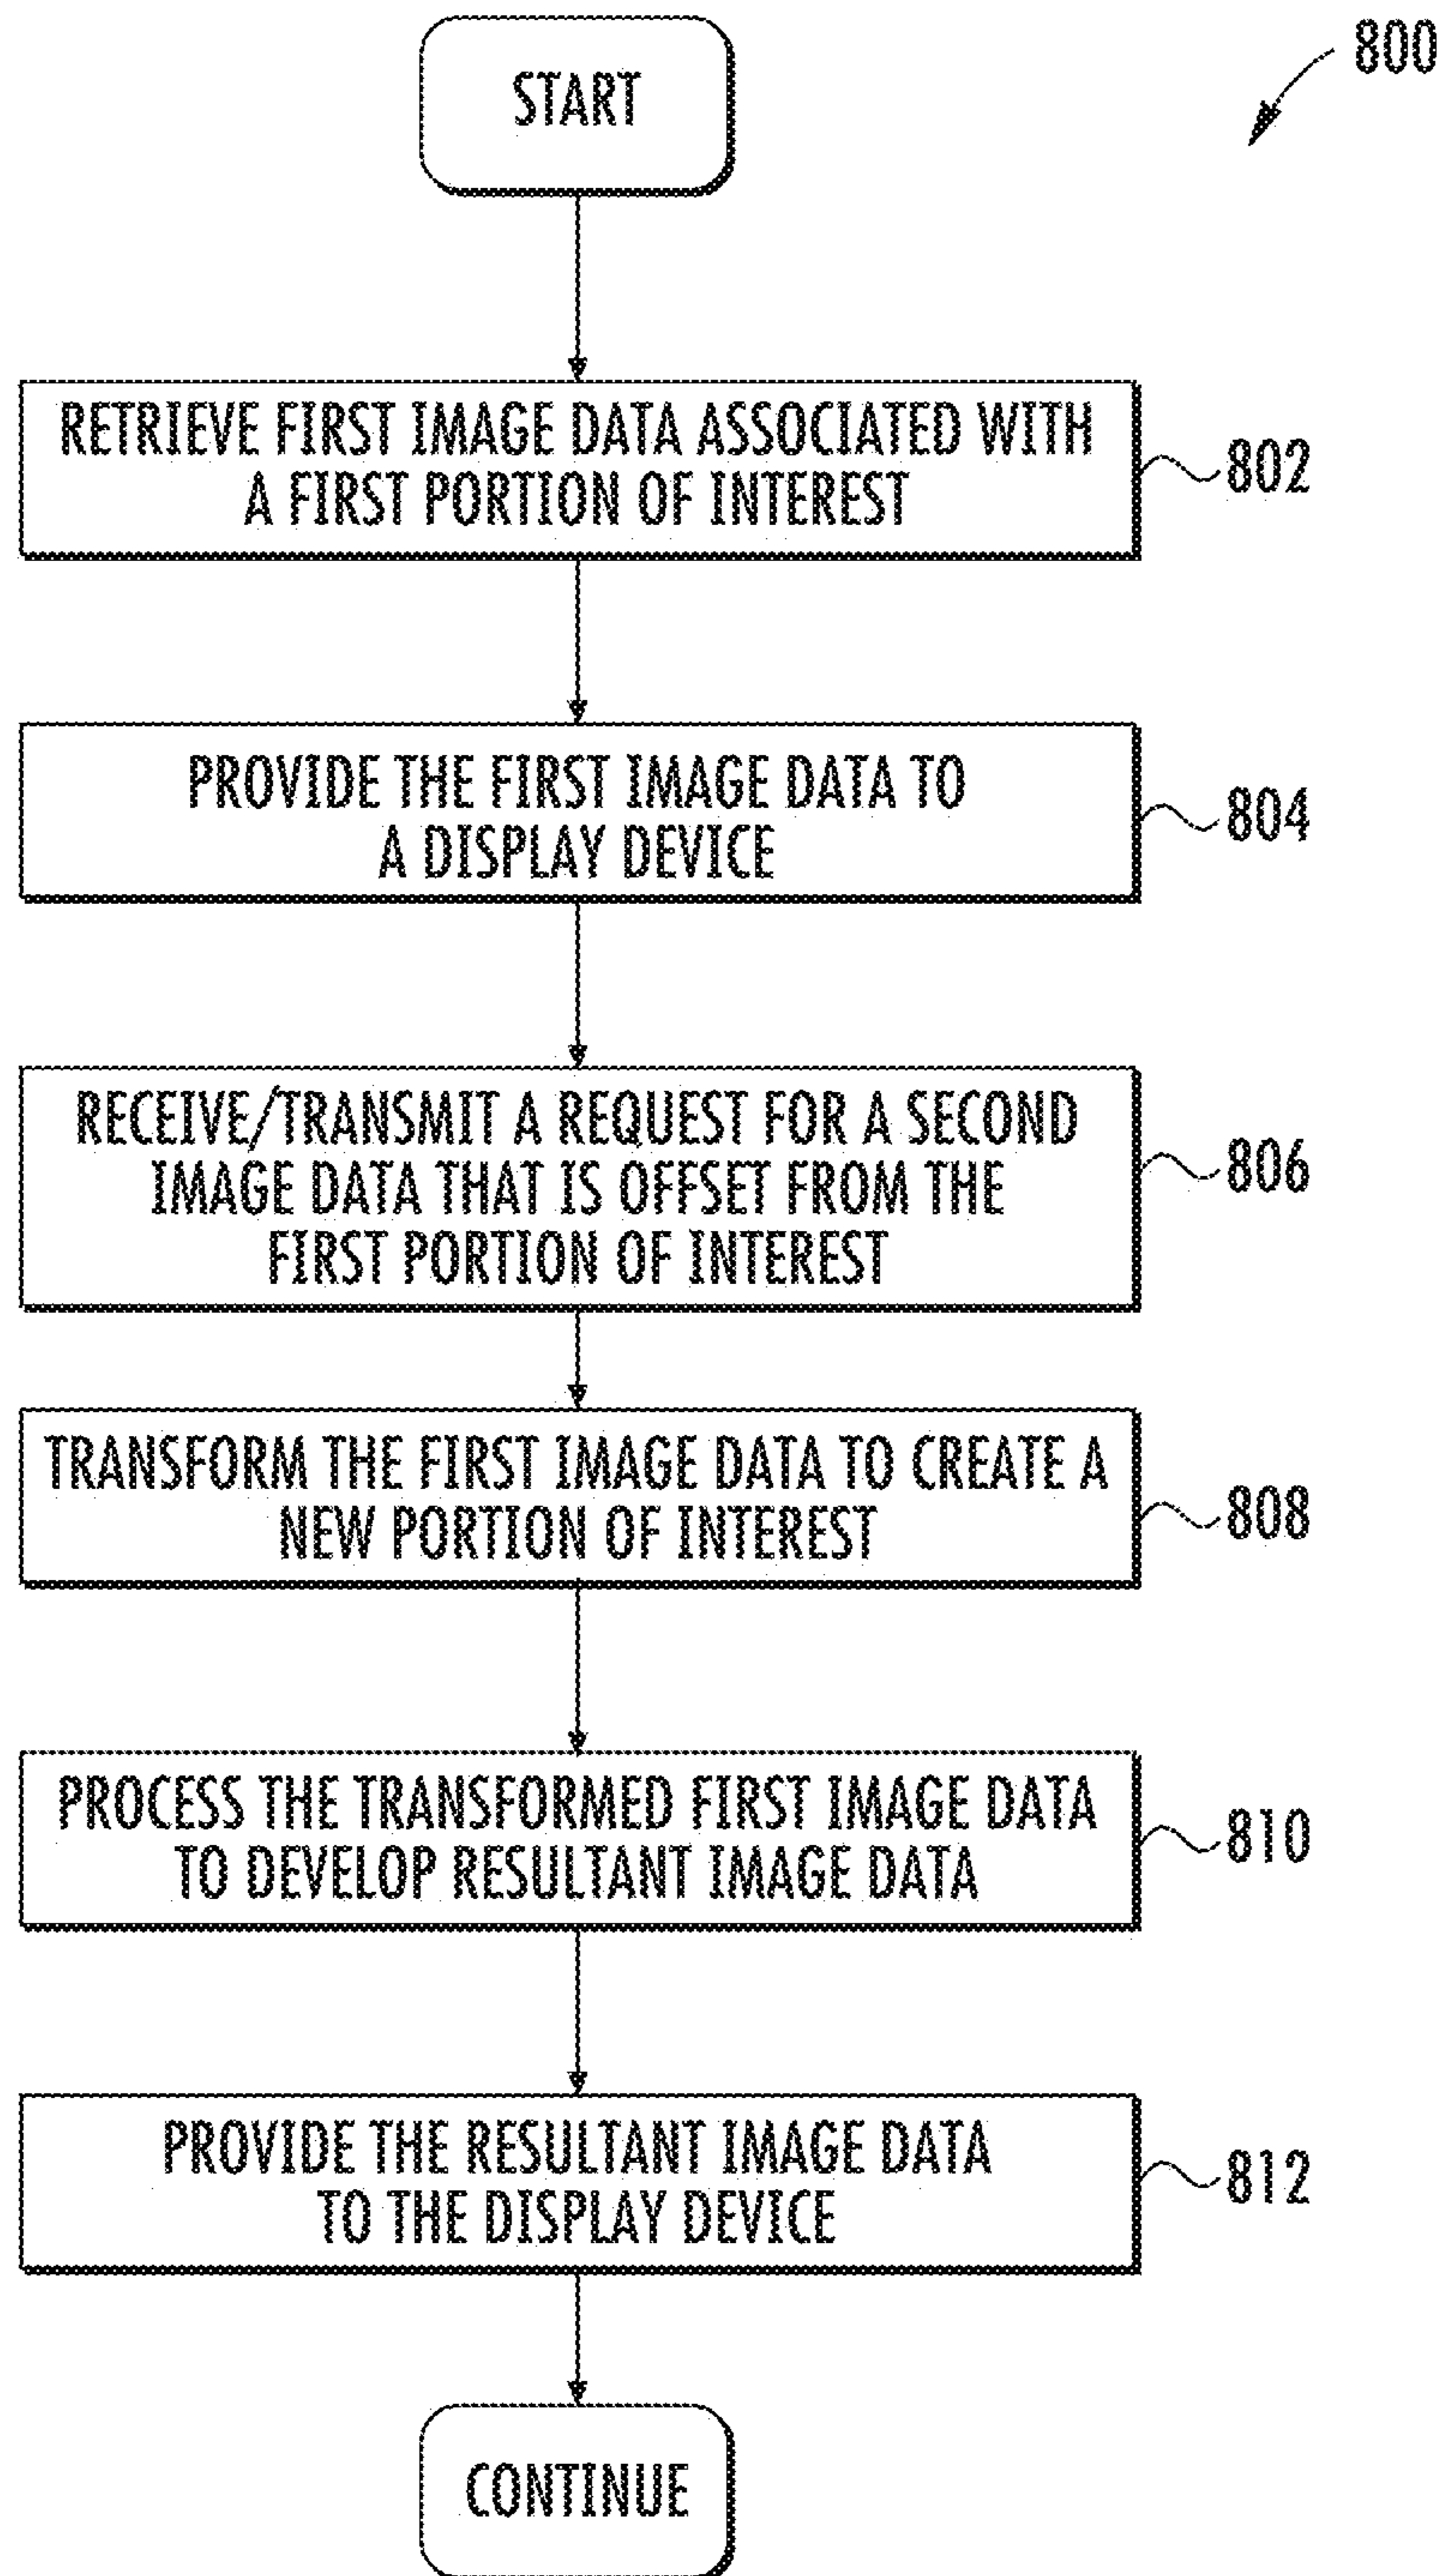 START
800
RETRIEVE FIRST IMAGE DATA ASSOCIATED WITH
A FIRST PORTION OF INTEREST
802
PROVIDE THE FIRST IMAGE DATA TO
A DISPLAY DEVICE
804
RECEIVE/TRANSMIT A REQUEST FOR A SECOND
IMAGE DATA THAT IS OFFSET FROM THE
FIRST PORTION OF INTEREST
806
TRANSFORM THE FIRST IMAGE DATA TO CREATE A
NEW PORTION OF INTEREST
808
PROCESS THE TRANSFORMED FIRST IMAGE DATA
TO DEVELOP RESULTANT IMAGE DATA
810
PROVIDE THE RESULTANT IMAGE DATA
TO THE DISPLAY DEVICE
812
CONTINUE